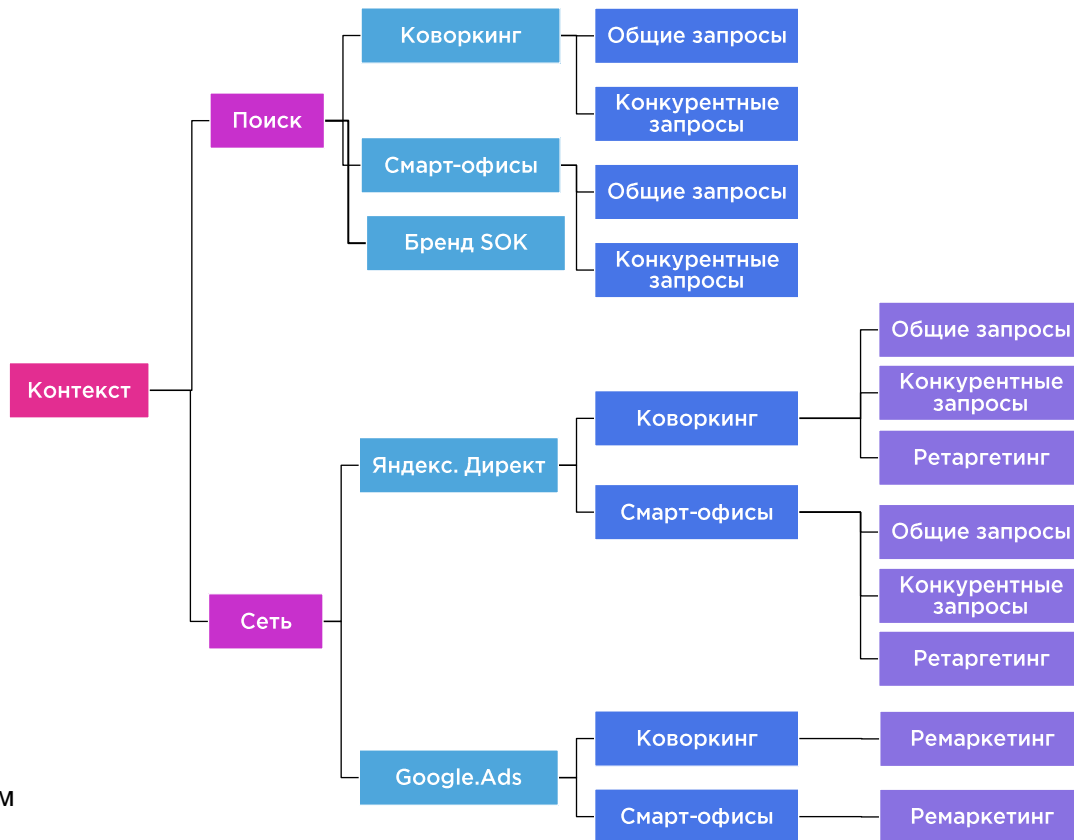 Коворкинг
Общие запросы
Конкурентные
запросы
Поиск
Смарт-офисы
Общие запросы
Бренд SOK
Конкурентные
запросы
Общие запросы
Контекст
Конкурентные
запросы
Коворкинг
Яндекс. Директ
Ретаргетинг
Смарт-офисы
Общие запросы
Конкурентные
запросы
Сеть
Ретаргетинг
Коворкинг
Ремаркетинг
Google.Ads
м
Смарт-офисы
Ремаркетинг